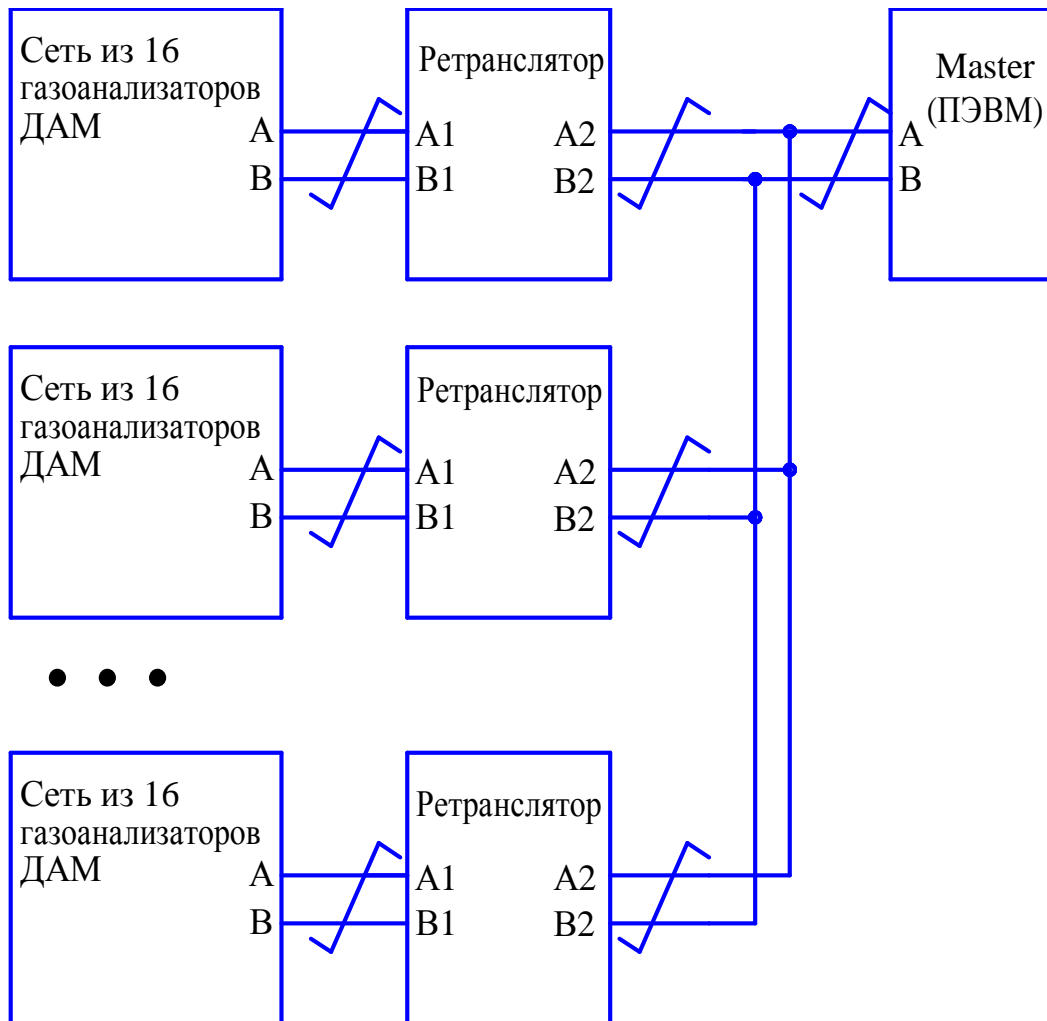 Сеть из 16
газоанализаторов
ДАМ
A
B
Ретранслятор
A1
B1
A2
B2
Master
(ПЭВМ)
A
B
Сеть из 16
газоанализаторов
ДАМ
A
B
Ретранслятор
A1
B1
A2
B2
Сеть из 16
газоанализаторов
ДАМ
A
B
Ретранслятор
A1
B1
A2
B2